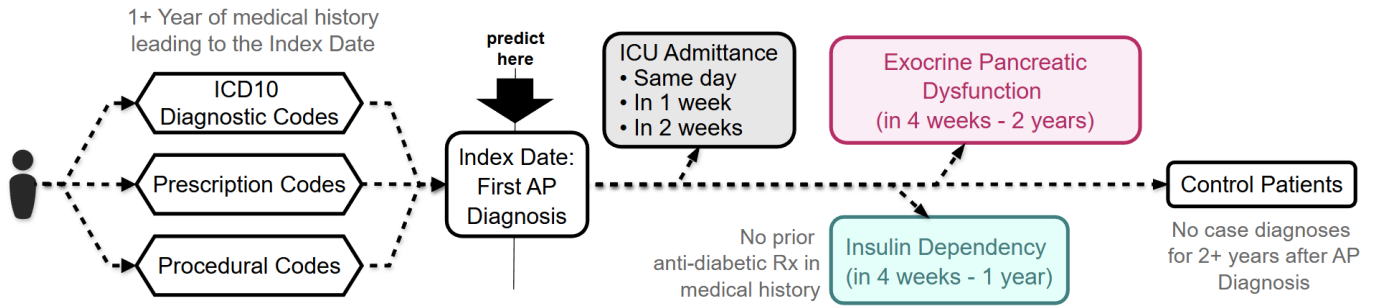 1+ Year of medical history
leading to the Index Date
ICD10
Diagnostic Codes
Prescription Codes
Procedural Codes
predict
here
Index Date:
First AP
Diagnosis
ICU Admittance
• Same day
• In 1 week
• In 2 weeks
Exocrine Pancreatic
Dysfunction
(in 4 weeks - 2 years)
No prior
anti-diabetic Rx in
medical history
Insulin Dependency
(in 4 weeks - 1 year)
Control Patients
No case diagnoses
for 2+ years after AP
Diagnosis